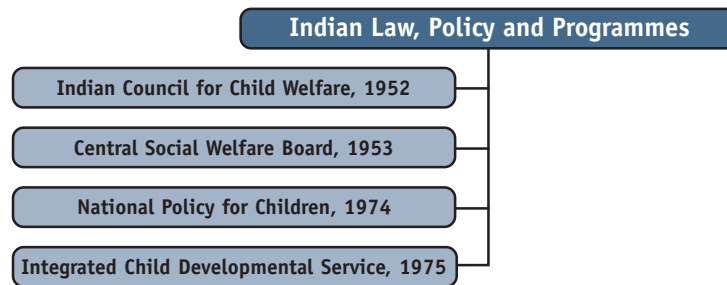 Indian Law, Policy and Programmes
Indian Council for Child Welfare, 1952
Central Social Welfare Board, 1953
National Policy for Children, 1974
Integrated Child Developmental Service, 1975